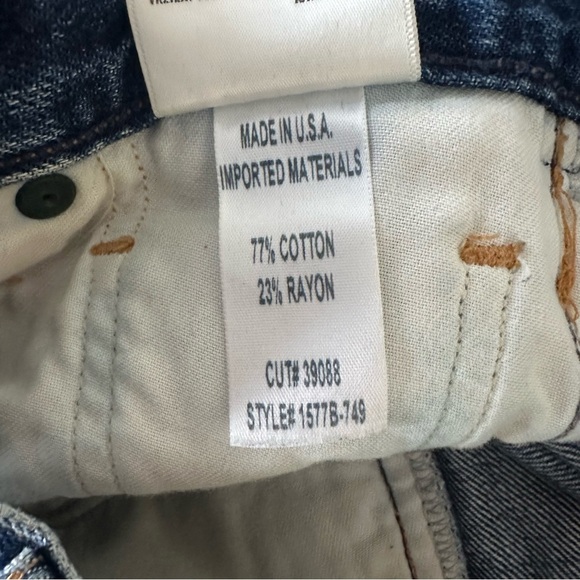 MADE IN U.S.A.
IMPORTED MATERIALS
77% COTTON
23% RAYON
CUT# 39088
STYLE# 1577B-749